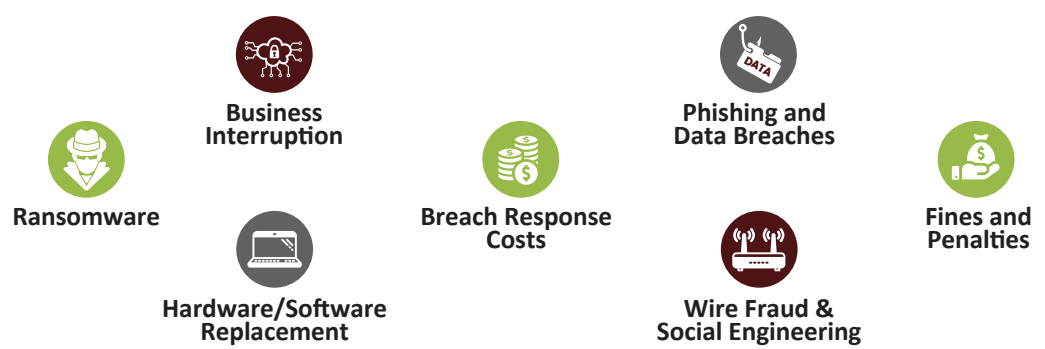 Business
Interruption
DATA
Phishing and
Data Breaches
Ransomware
Breach Response
Costs
Fines and
Penalties
Hardware/Software
Replacement
Wire Fraud &
Social Engineering